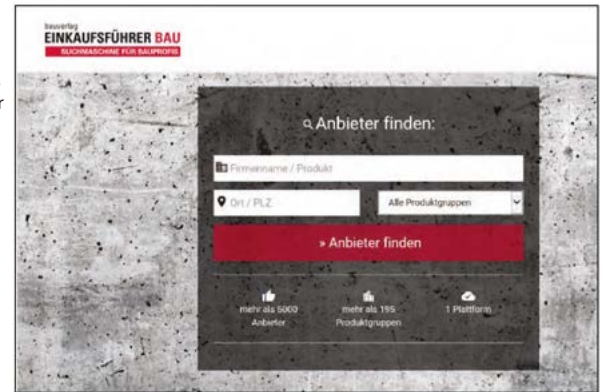 bauverlag
EINKAUFSFÜHRER BAU
SUCHMASCHINE FÜR BAUPROFIS
r
Anbieter finden:
Firmenname / Produkt
Ort / PLZ
Alle Produktgruppen
» Anbieter finden
mehr als 5000
Anbieter
mehr als 195
Produktgruppen
1 Plattform